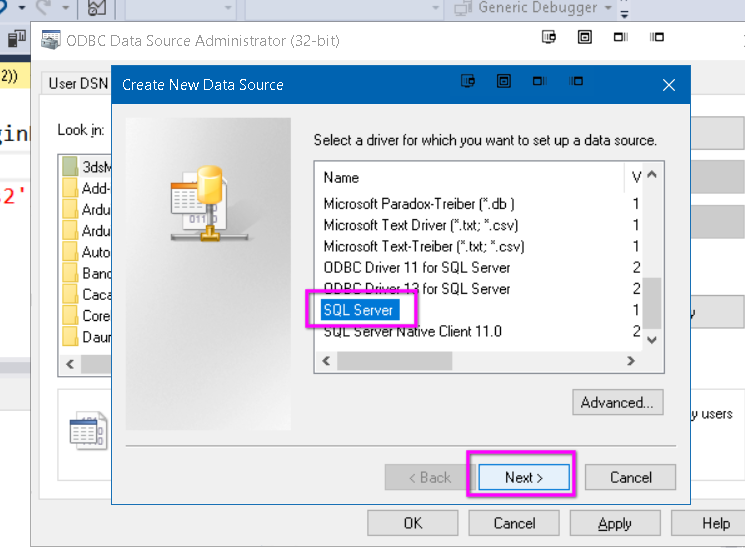 Generic Debugger
ODBC Data Source Administrator (32-bit)
2))
User DSN
Create New Data Source
Look in:
Select a driver for which you want to set up a data source.
Name
V
Microsoft Paradox-Treiber (*.db )
1
Microsoft Text Driver (*.txt; *.csv)
1
Microsoft Text-Treiber (*.txt; *.csv)
1
ODBC Driver 11 for SQL Server
2
ODBC Driver 13 for SQL Server
2
SQL Server
1
SQL Server Native Client 11.0
2
3dsM
Add-
Ardu
Ardu
Auto
Band
Caca
Core
Daur
2'
Advanced...
y users
< Back
Next >
Cancel
OK
Cancel
Apply
Help